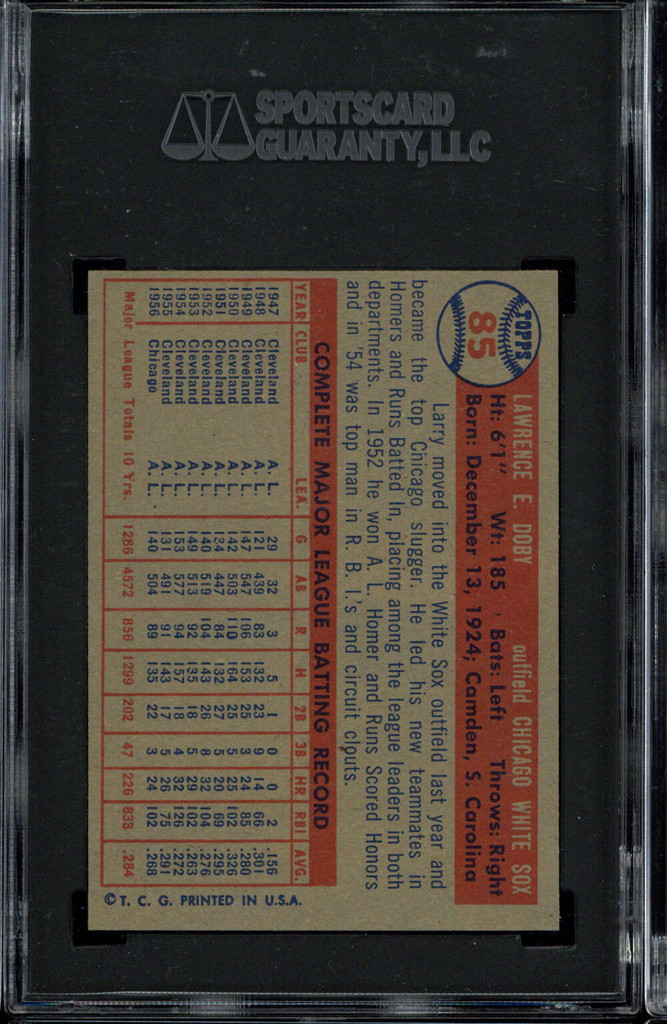 SPORTSCARD
GUARANTY, LLC
TOPPS
85
LAWRENCE E. DOBY outfield CHICAGO WHITE SOX
Ht: 6'1" Wt: 185 Bats: Left Throws: Right
Born: December 13, 1924; Camden, S. Carolina
Larry moved into the White Sox outfield last year and
became the top Chicago slugger. He led his new teammates in
Homers and Runs Batted In, placing among the league leaders in both
departments. In 1952 he won A. L. Homer and Runs Scored Honors
and in '54 was top man in R. B. I.'s and circuit clouts.
COMPLETE MAJOR LEAGUE BATTING RECORD
YEAR CLUB LEA. G AB R H 2B 3B HR RBI AVG.
1947 Cleveland A. L. 29 32 3 5 1 0 0 2 .156
1948 Cleveland A. L. 121 439 83 132 23 9 14 66 .301
1949 Cleveland A. L. 147 547 106 153 25 3 24 85 .280
1950 Cleveland A. L. 142 503 110 164 25 5 25 102 .326
1951 Cleveland A. L. 134 447 84 132 27 5 20 69 .295
1952 Cleveland A. L. 140 519 104 143 26 8 32 104 .276
1953 Cleveland A. L. 149 513 92 135 18 5 29 102 .263
1954 Cleveland A. L. 153 577 94 157 18 4 32 126 .272
1955 Cleveland A. L. 131 491 91 143 17 5 26 75 .291
1956 Chicago A. L. 140 504 89 135 22 3 24 102 .268
Major League Totals 10 Yrs. 1286 4572 856 1299 202 47 226 833 .284
© T. C. G. PRINTED IN U.S.A.